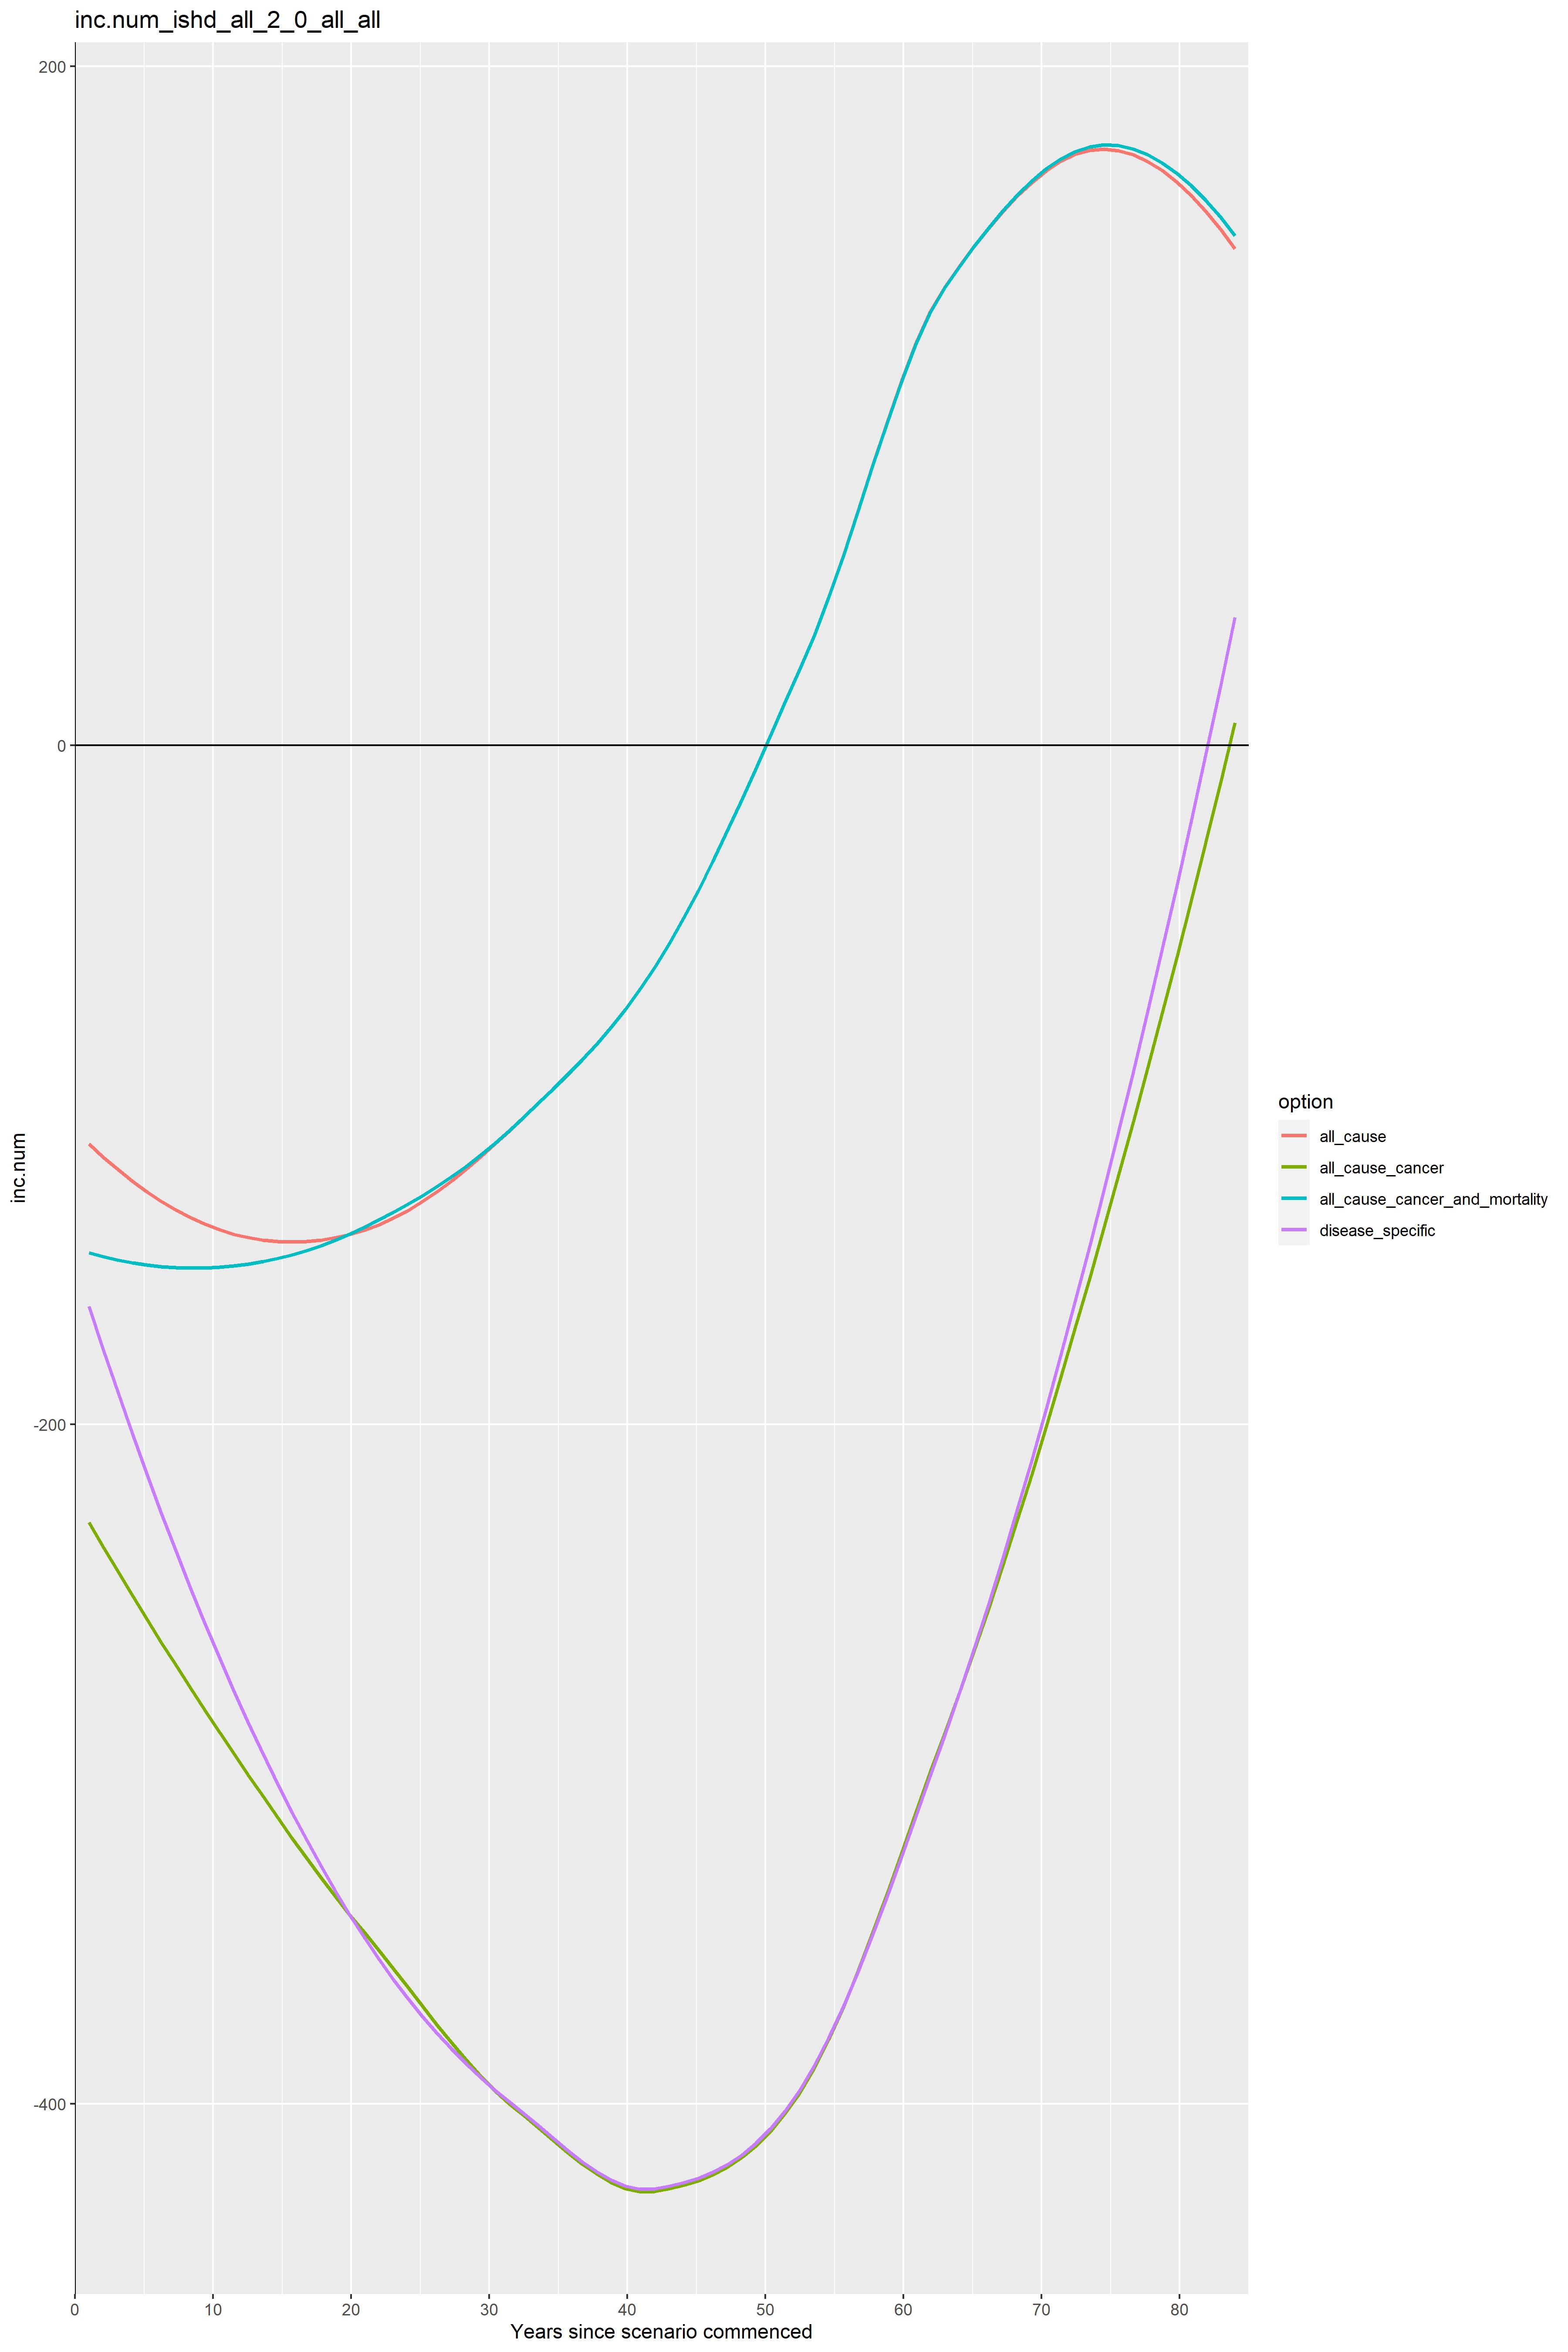 inc.num_ishd_all_2_0_all_all
200
0
-200
-400
inc.num
0 10 20 30 40 50 60 70 80
Years since scenario commenced
option
all_cause
all_cause_cancer
all_cause_cancer_and_mortality
disease_specific